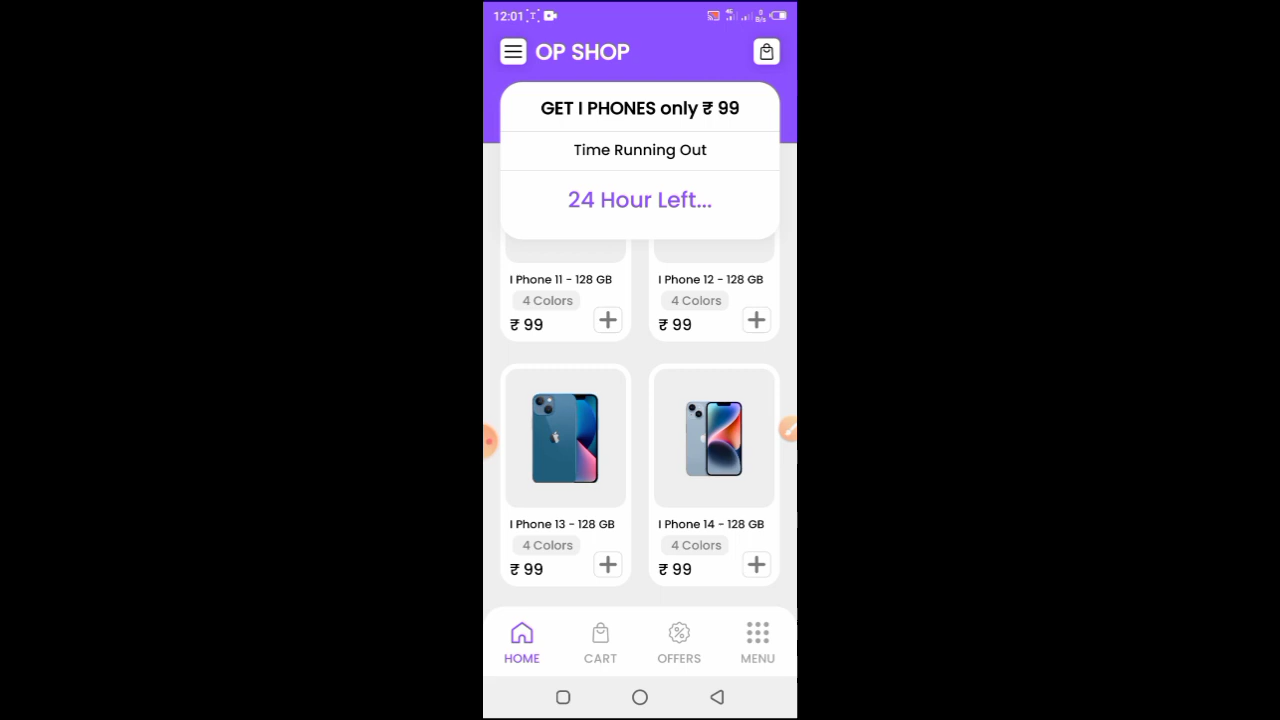 12:01
OP SHOP
GET I PHONES only ₹ 99
Time Running Out
24 Hour Left...
I Phone 11 - 128 GB
4 Colors
₹ 99
I Phone 12 - 128 GB
4 Colors
₹ 99
I Phone 13 - 128 GB
4 Colors
₹ 99
I Phone 14 - 128 GB
4 Colors
₹ 99
HOME
CART
OFFERS
MENU